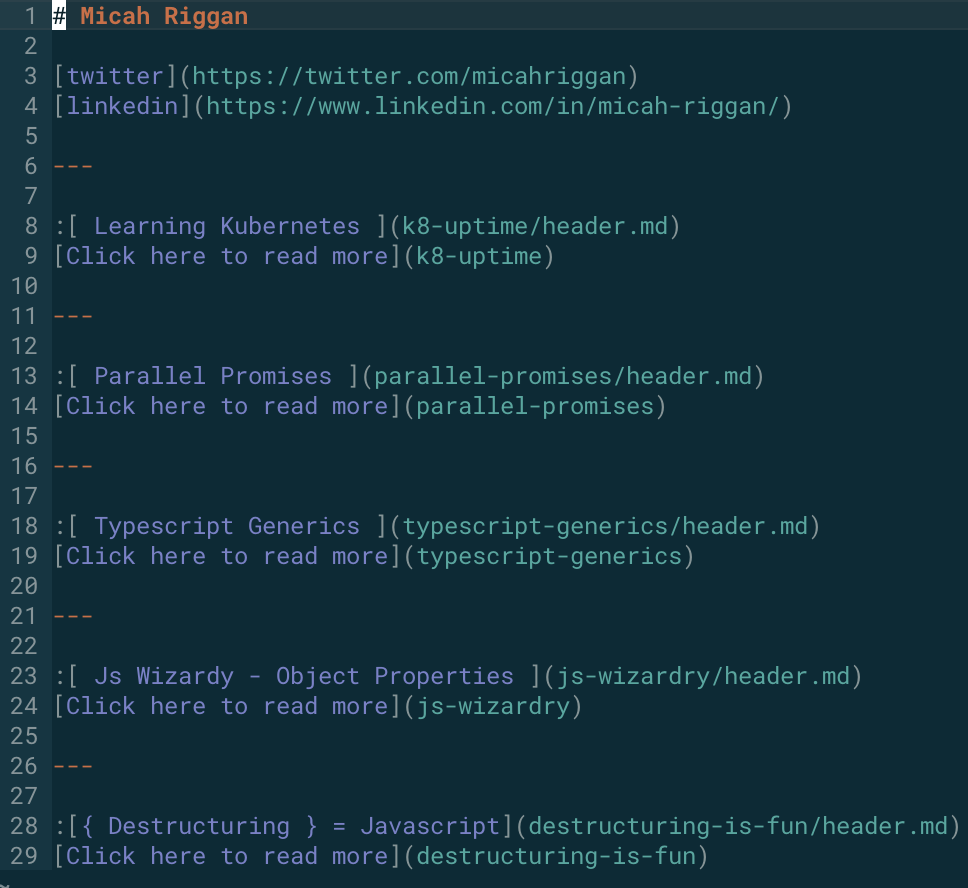 1 # Micah Riggan
2
3 [twitter](https://twitter.com/micahriggan)
4 [linkedin](https://www.linkedin.com/in/micah-riggan/)
5
6 ---
7
8 :[ Learning Kubernetes ](k8-uptime/header.md)
9 [Click here to read more](k8-uptime)
10
11 ---
12
13 :[ Parallel Promises ](parallel-promises/header.md)
14 [Click here to read more](parallel-promises)
15
16 ---
17
18 :[ Typescript Generics ](typescript-generics/header.md)
19 [Click here to read more](typescript-generics)
20
21 ---
22
23 :[ Js Wizardy - Object Properties ](js-wizardry/header.md)
24 [Click here to read more](js-wizardry)
25
26 ---
27
28 :[{ Destructuring } = Javascript](destructuring-is-fun/header.md)
29 [Click here to read more](destructuring-is-fun)
~